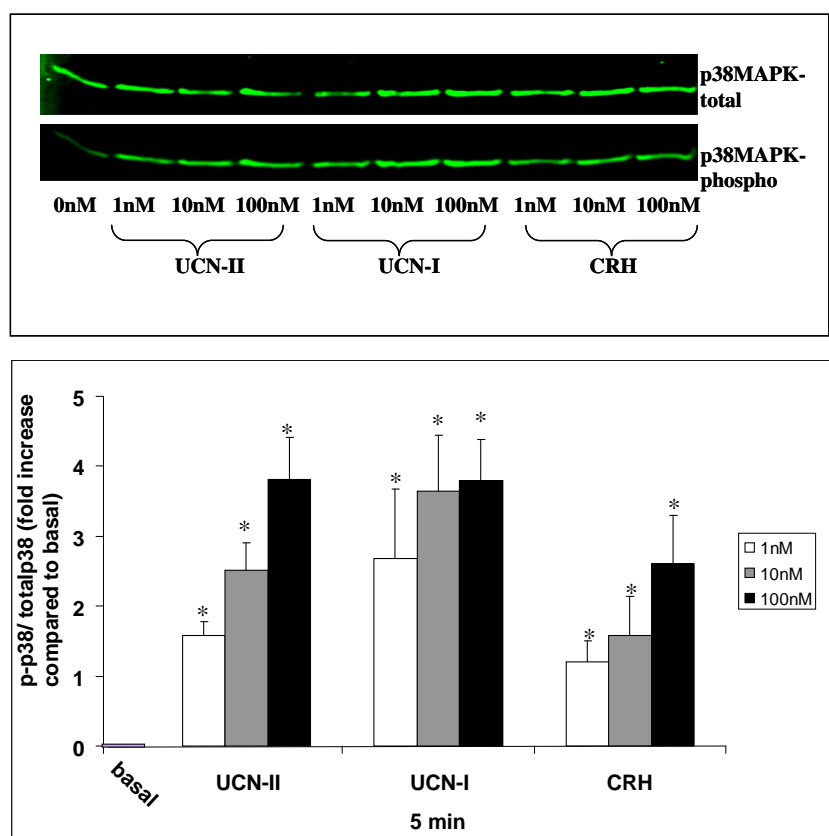 p38MAPK-
total
p38MAPK-
phospho
0nM 1nM 10nM 100nM 1nM 10nM 100nM 1nM 10nM 100nM
UCN-II UCN-I CRH
p-p38/ totalp38 (fold increase
compared to basal)
5
4
3
2
1
0
* * * * * * * * *
1nM
10nM
100nM
basal UCN-II UCN-I CRH
5 min